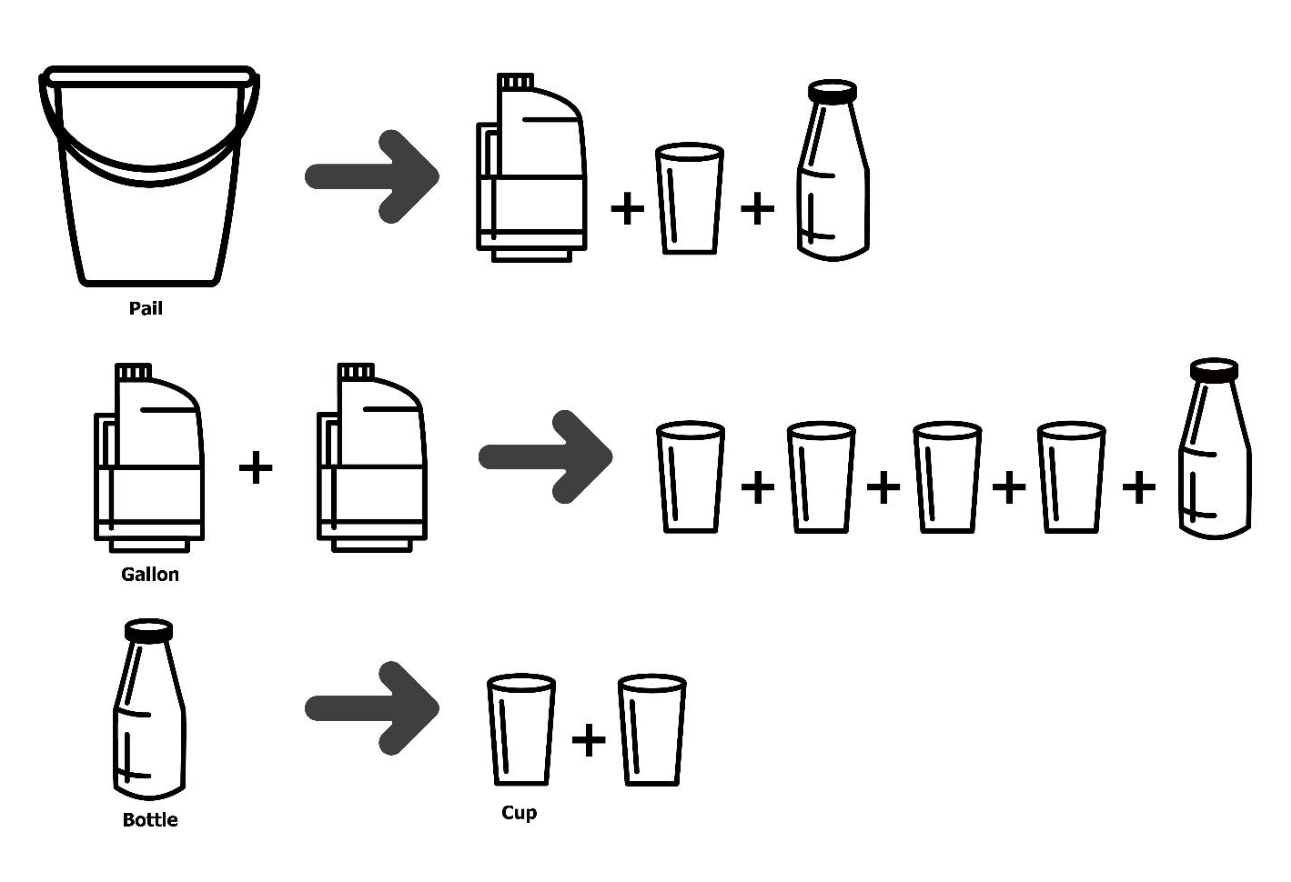 + +
Pail
+ + + + +
Gallon
+
Bottle
Cup